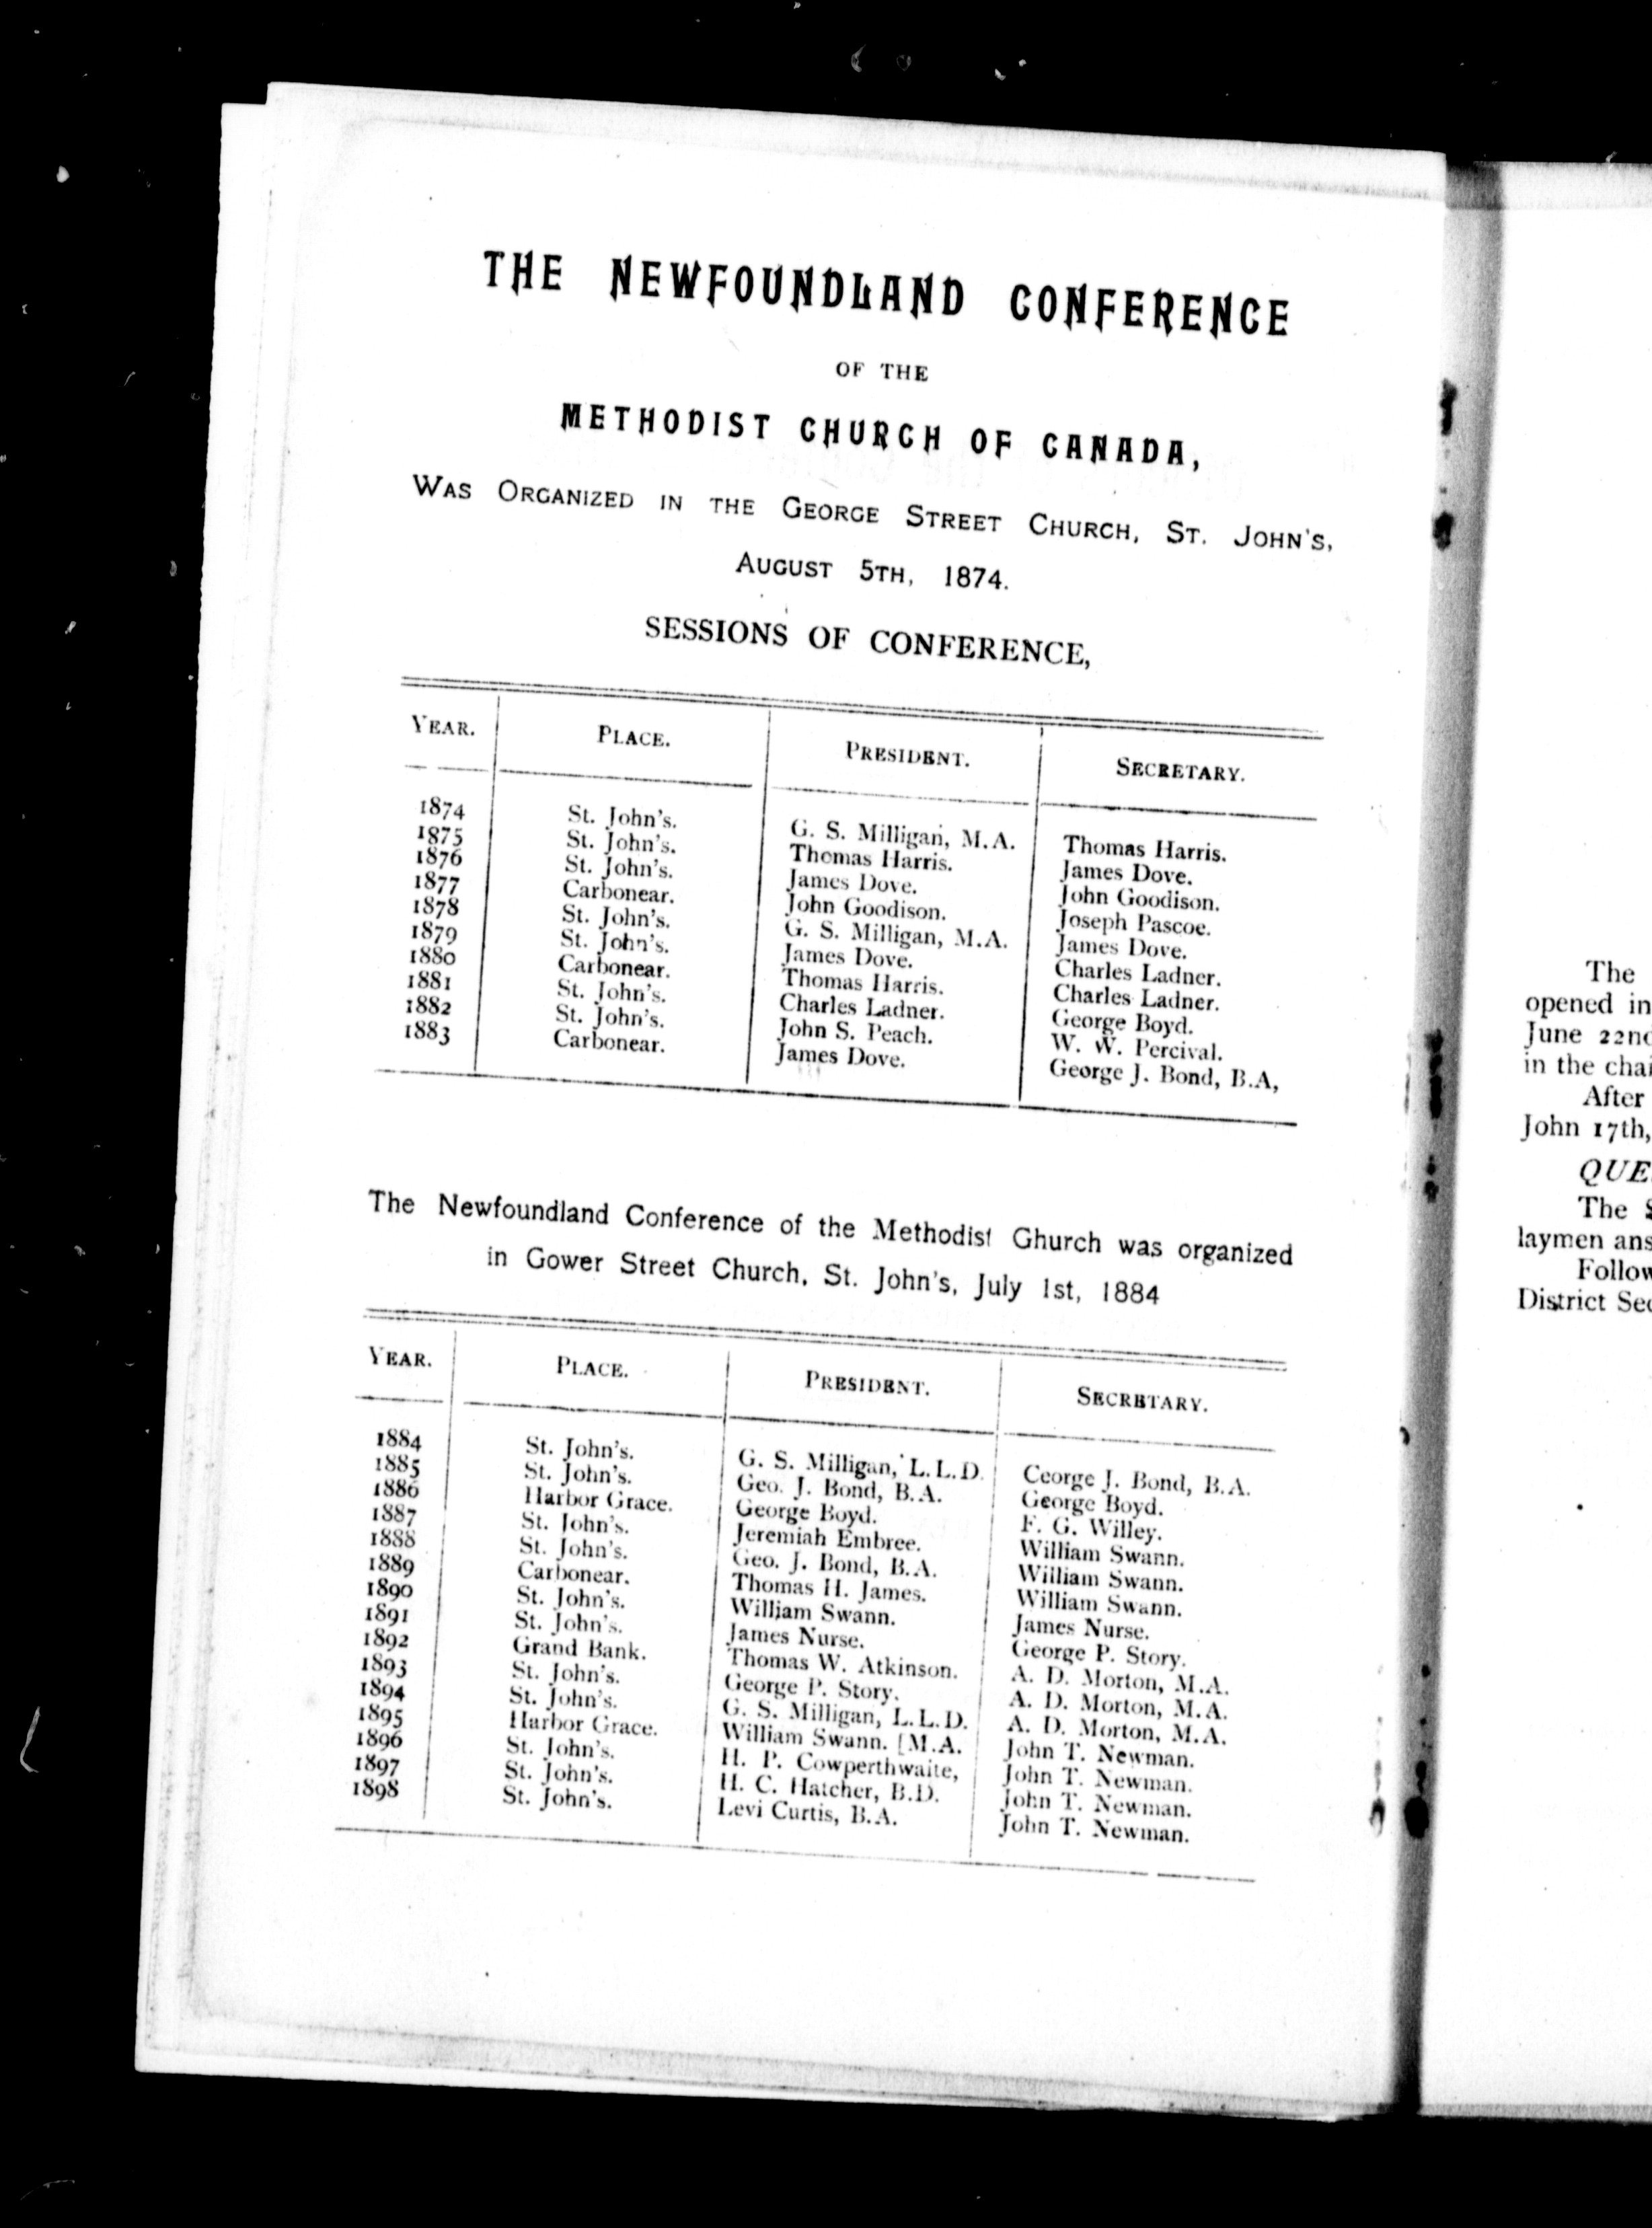 THE NEWFOUNDLAND CONFERENCE
OF THE
METHODIST CHURCH OF CANADA,
WAS ORGANIZED IN THE GEORGE STREET CHURCH, ST. JOHN'S,
AUGUST 5TH, 1874.
SESSIONS OF CONFERENCE,
YEAR. PLACE. PRESIDENT. SECRETARY.
1874 St. John's. G. S. Milligan, M.A. Thomas Harris.
1875 St. John's. Thomas Harris. James Dove.
1876 St. John's. James Dove. John Goodison.
1877 Carbonear. John Goodison. Joseph Pascoe.
1878 St. John's. G. S. Milligan, M.A. James Dove.
1879 St. John's. James Dove. Charles Ladner.
1880 Carbonear. Thomas Harris. Charles Ladner.
1881 St. John's. Charles Ladner. George Boyd.
1882 St. John's. John S. Peach. W. W. Percival.
1883 Carbonear. James Dove. George J. Bond, B.A,
The Newfoundland Conference of the Methodist Ghurch was organized
in Gower Street Church, St. John's, July 1st, 1884
YEAR. PLACE. PRESIDENT. SECRETARY.
1884 St. John's. G. S. Milligan, L.L.D. Ceorge J. Bond, B.A.
1885 St. John's. Geo. J. Bond, B.A. George Boyd.
1886 Harbor Grace. George Boyd. F. G. Willey.
1887 St. John's. Jeremiah Embree. William Swann.
1888 St. John's. Geo. J. Bond, B.A. William Swann.
1889 Carbonear. Thomas H. James. William Swann.
1890 St. John's. William Swann. James Nurse.
1891 St. John's. James Nurse. George P. Story.
1892 Grand Bank. Thomas W. Atkinson. A. D. Morton, M.A.
1893 St. John's. George P. Story. A. D. Morton, M.A.
1894 St. John's. G. S. Milligan, L.L.D. A. D. Morton, M.A.
1895 Harbor Grace. William Swann. [M.A. John T. Newman.
1896 St. John's. H. P. Cowperthwaite, John T. Newman.
1897 St. John's. H. C. Hatcher, B.D. John T. Newman.
1898 St. John's. Levi Curtis, B.A. John T. Newman.
The
opened in
June 22nd
in the chai
After
John 17th,
QUE
The
laymen ans
Follow
District Sec